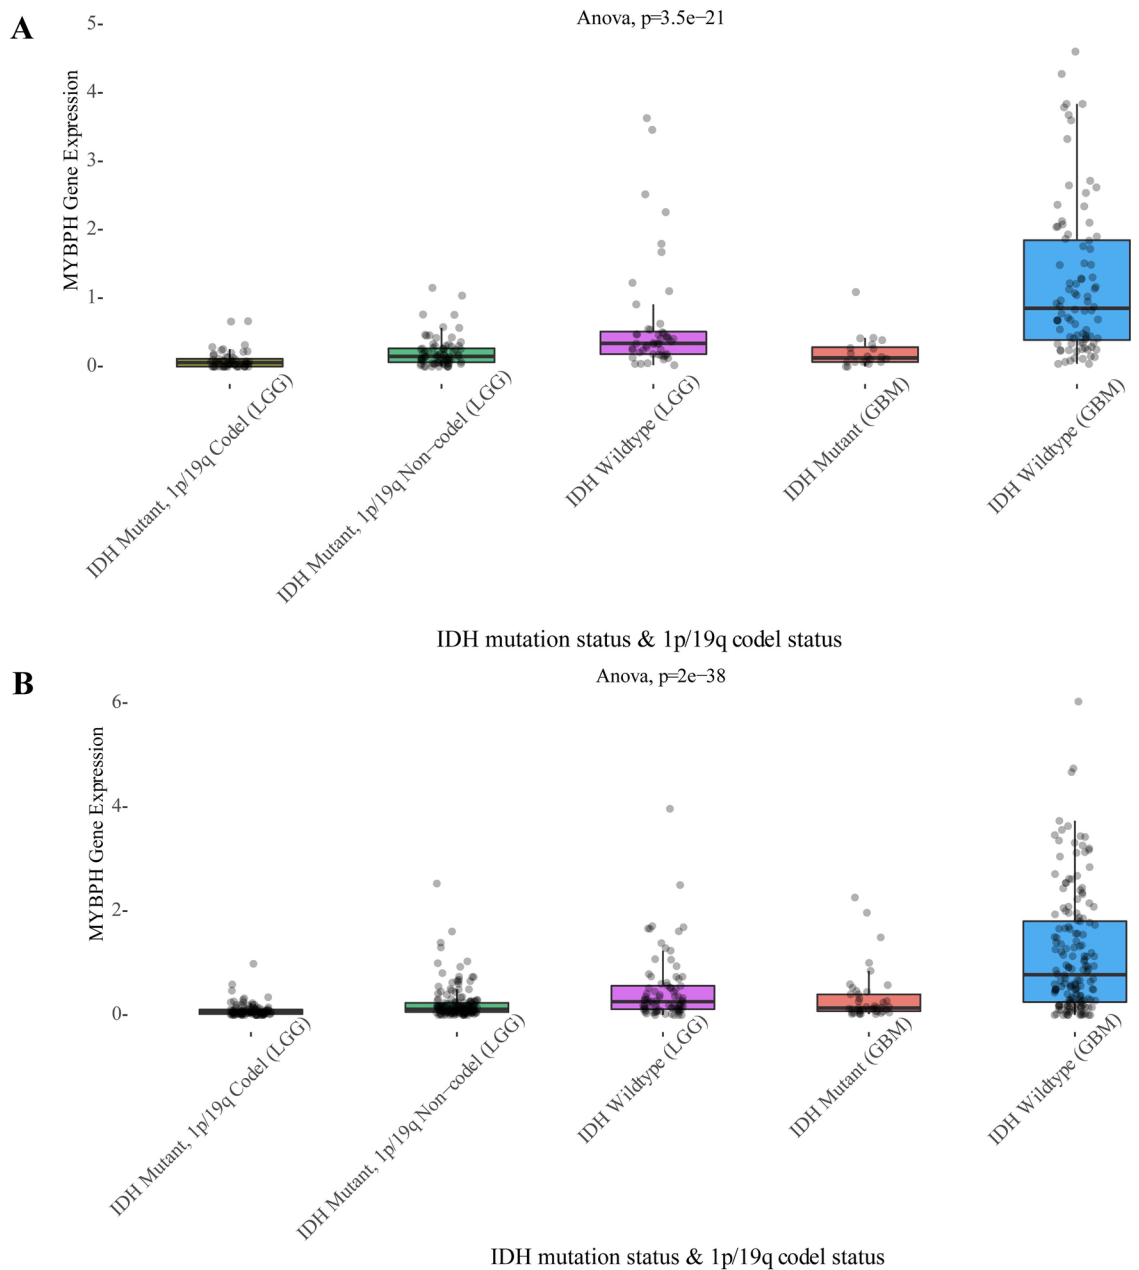 A
Anova, p=3.5e−21
MYBPH Gene Expression
5-
4-
3-
2-
1-
0-
IDH Mutant, 1p/19q Codel (LGG)
IDH Mutant, 1p/19q Non−codel (LGG)
IDH Wildtype (LGG)
IDH Mutant (GBM)
IDH Wildtype (GBM)
IDH mutation status & 1p/19q codel status
B
Anova, p=2e−38
MYBPH Gene Expression
6-
4-
2-
0-
IDH Mutant, 1p/19q Codel (LGG)
IDH Mutant, 1p/19q Non−codel (LGG)
IDH Wildtype (LGG)
IDH Mutant (GBM)
IDH Wildtype (GBM)
IDH mutation status & 1p/19q codel status